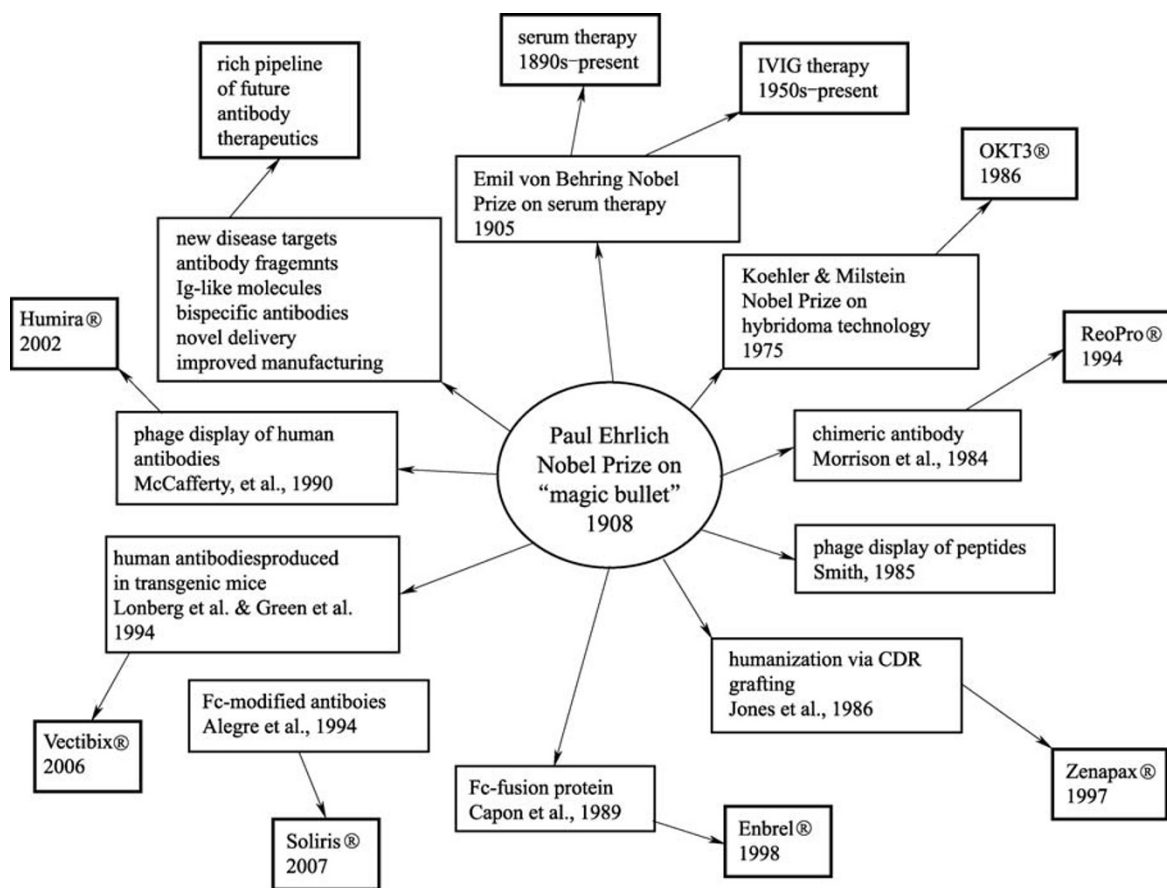 serum therapy
1890s−present
IVIG therapy
1950s−present
rich pipeline
of future
antibody
therapeutics
OKT3®
1986
Emil von Behring Nobel
Prize on serum therapy
1905
new disease targets
antibody fragemnts
Ig-like molecules
bispecific antibodies
novel delivery
improved manufacturing
Koehler & Milstein
Nobel Prize on
hybridoma technology
1975
Humira®
2002
ReoPro®
1994
Paul Ehrlich
Nobel Prize on
“magic bullet”
1908
phage display of human
antibodies
McCafferty, et al., 1990
chimeric antibody
Morrison et al., 1984
phage display of peptides
Smith, 1985
human antibodiesproduced
in transgenic mice
Lonberg et al. & Green et al.
1994
humanization via CDR
grafting
Jones et al., 1986
Fc-modified antiboies
Alegre et al., 1994
Vectibix®
2006
Zenapax®
1997
Fc-fusion protein
Capon et al., 1989
Enbrel®
1998
Soliris®
2007